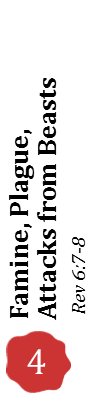 4
Famine, Plague,
Attacks from Beasts
Rev 6:7-8